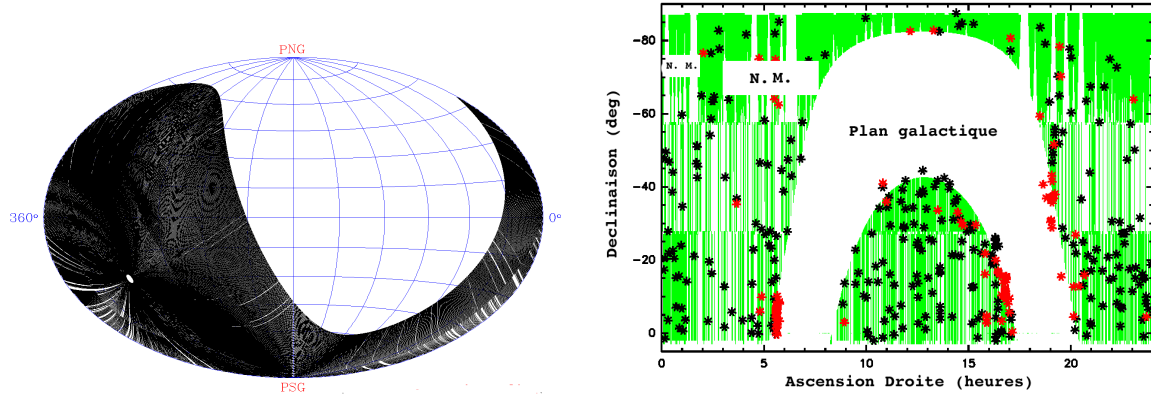 PNG
360°
0°
PSG
N. M.
N.M.
Plan galactique
Declinaison (deg)
-80
-60
-40
-20
0
0
5
10
15
20
Ascension Droite (heures)